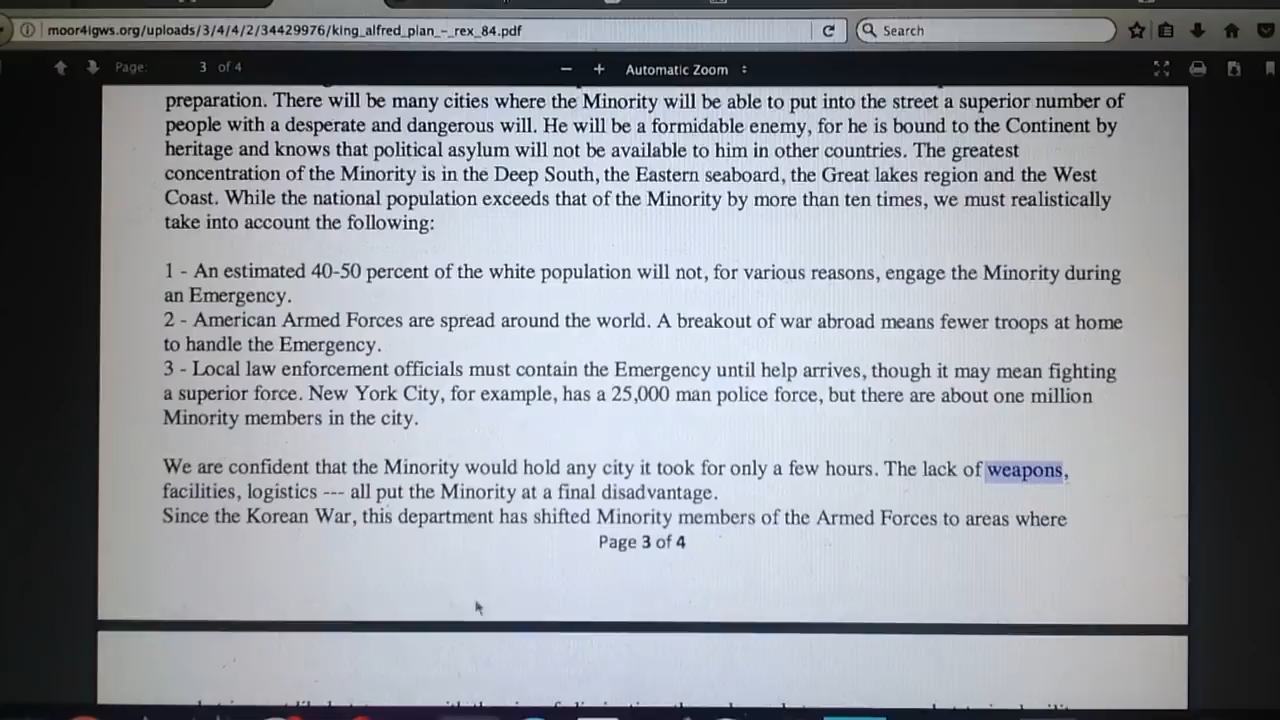 moor4igws.org/uploads/3/4/4/2/34429976/king_alfred_plan_-_rex_84.pdf
Search
Page: 3 of 4
Automatic Zoom
preparation. There will be many cities where the Minority will be able to put into the street a superior number of
people with a desperate and dangerous will. He will be a formidable enemy, for he is bound to the Continent by
heritage and knows that political asylum will not be available to him in other countries. The greatest
concentration of the Minority is in the Deep South, the Eastern seaboard, the Great lakes region and the West
Coast. While the national population exceeds that of the Minority by more than ten times, we must realistically
take into account the following:
1 - An estimated 40-50 percent of the white population will not, for various reasons, engage the Minority during
an Emergency.
2 - American Armed Forces are spread around the world. A breakout of war abroad means fewer troops at home
to handle the Emergency.
3 - Local law enforcement officials must contain the Emergency until help arrives, though it may mean fighting
a superior force. New York City, for example, has a 25,000 man police force, but there are about one million
Minority members in the city.
We are confident that the Minority would hold any city it took for only a few hours. The lack of weapons,
facilities, logistics --- all put the Minority at a final disadvantage.
Since the Korean War, this department has shifted Minority members of the Armed Forces to areas where
Page 3 of 4